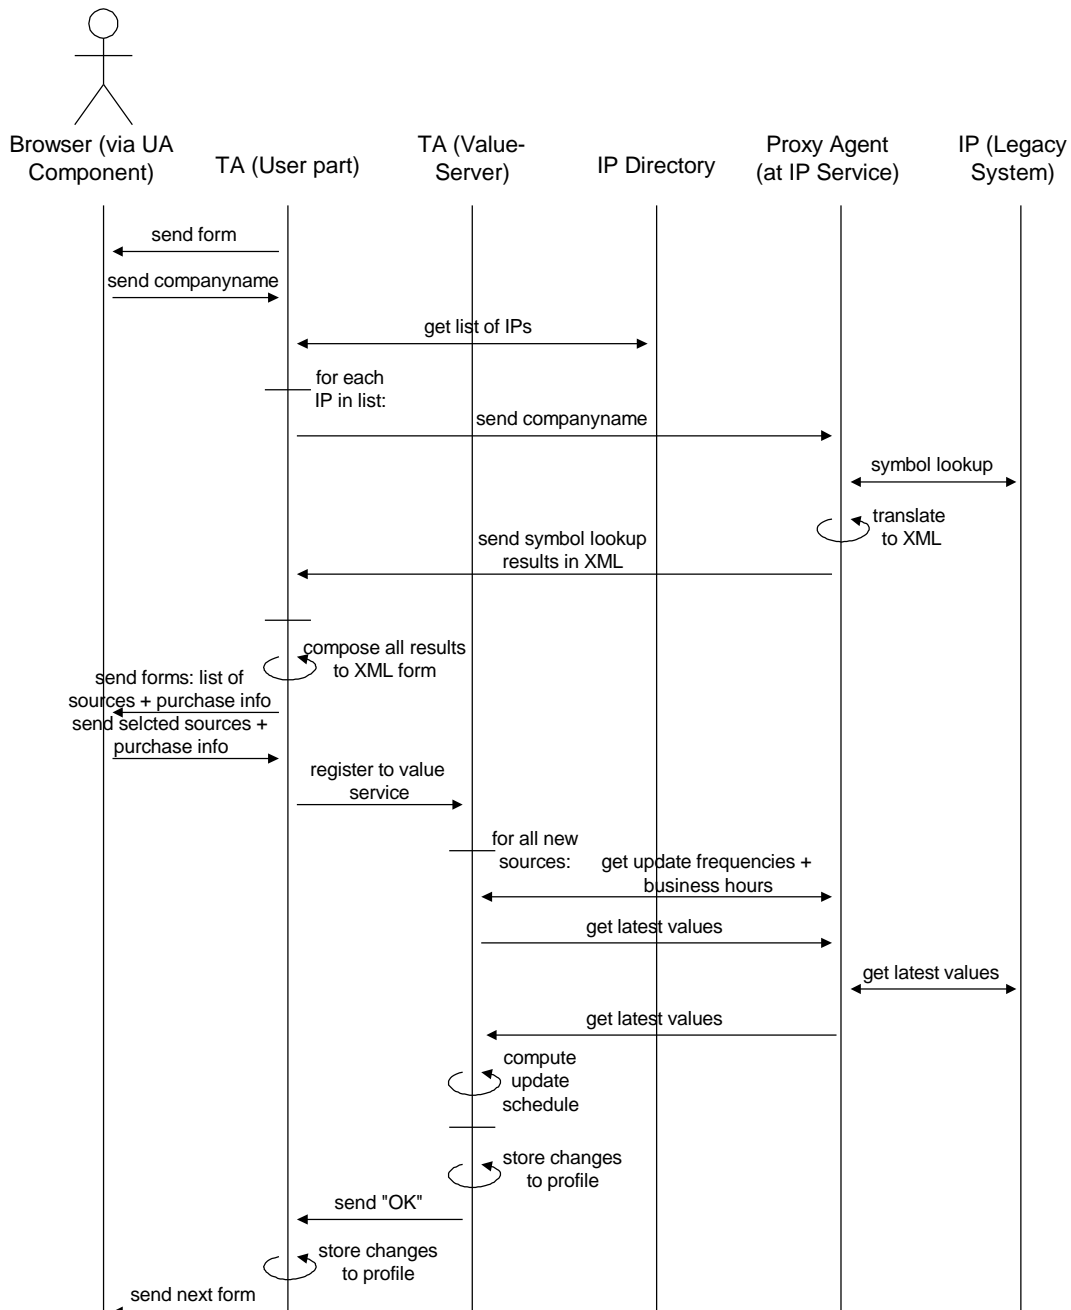 Browser (via UA
Component)
TA (User part)
TA (Value-
Server)
IP Directory
Proxy Agent
(at IP Service)
IP (Legacy
System)
send form
send companyname
get list of IPs
for each
IP in list:
send companyname
symbol lookup
translate
to XML
send symbol lookup
results in XML
compose all results
to XML form
send forms: list of
sources + purchase info
send selcted sources +
purchase info
register to value
service
for all new
sources:
get update frequencies +
business hours
get latest values
get latest values
get latest values
compute
update
schedule
store changes
to profile
send "OK"
store changes
to profile
send next form